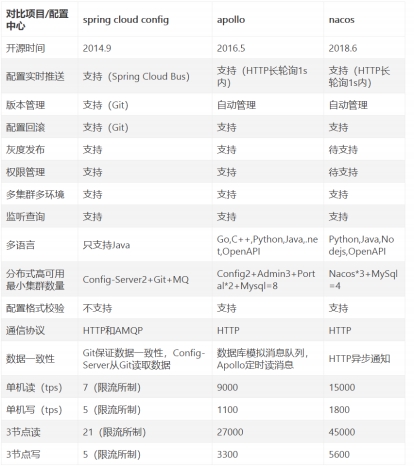 对比项目/配置中心 spring cloud config apollo nacos
开源时间 2014.9 2016.5 2018.6
配置实时推送 支持（Spring Cloud Bus） 支持（HTTP长轮询1s内） 支持（HTTP长轮询1s内）
版本管理 支持（Git） 自动管理 自动管理
配置回滚 支持（Git） 支持 支持
灰度发布 支持 支持 待支持
权限管理 支持 支持 待支持
多集群多环境 支持 支持 支持
监听查询 支持 支持 支持
多语言 只支持Java Go,C++,Python,Java,.net,OpenAPI Python,Java,Nodejs,OpenAPI
分布式高可用最小集群数量 Config-Server2+Git+MQ Config2+Admin3+Portal*2+Mysql=8 Nacos*3+MySql=4
配置格式校验 不支持 支持 支持
通信协议 HTTP和AMQP HTTP HTTP
数据一致性 Git保证数据一致性，Config-Server从Git读取数据 数据库模拟消息队列，Apollo定时读消息 HTTP异步通知
单机读（tps） 7（限流所制） 9000 15000
单机写（tps） 5（限流所制） 1100 1800
3节点读 21（限流所制） 27000 45000
3节点写 5（限流所制） 3300 5600